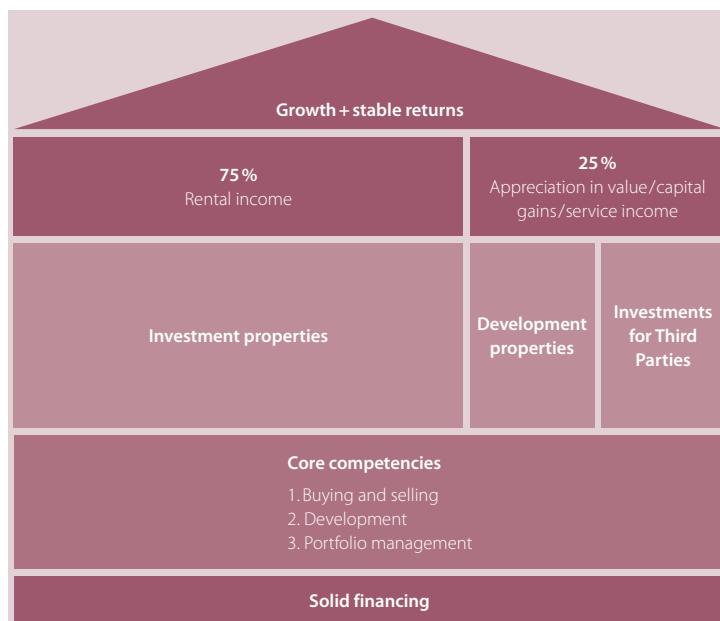 Growth + stable returns
75 %
Rental income
25 %
Appreciation in value/capital
gains/service income
Investment properties
Development
properties
Investments
for Third
Parties
Core competencies
1. Buying and selling
2. Development
3. Portfolio management
Solid financing